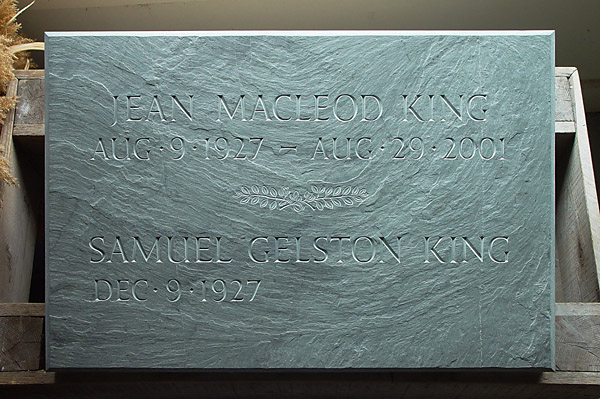 JEAN MACLEOD KING
AUG · 9 · 1927 – AUG · 29 · 2001
SAMUEL GELSTON KING
DEC · 9 · 1927